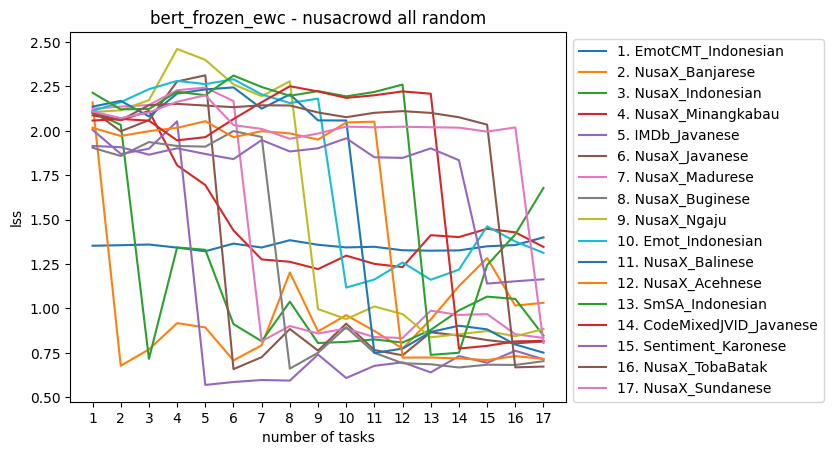 bert_frozen_ewc - nusacrowd all random
2.50
2.25
2.00
1.75
1.50
1.25
1.00
0.75
0.50
lss
1 2 3 4 5 6 7 8 9 10 11 12 13 14 15 16 17
number of tasks
1. EmotCMT_Indonesian
2. NusaX_Banjarese
3. NusaX_Indonesian
4. NusaX_Minangkabau
5. IMDb_Javanese
6. NusaX_Javanese
7. NusaX_Madurese
8. NusaX_Buginese
9. NusaX_Ngaju
10. Emot_Indonesian
11. NusaX_Balinese
12. NusaX_Acehnese
13. SmSA_Indonesian
14. CodeMixedJVID_Javanese
15. Sentiment_Karonese
16. NusaX_TobaBatak
17. NusaX_Sundanese